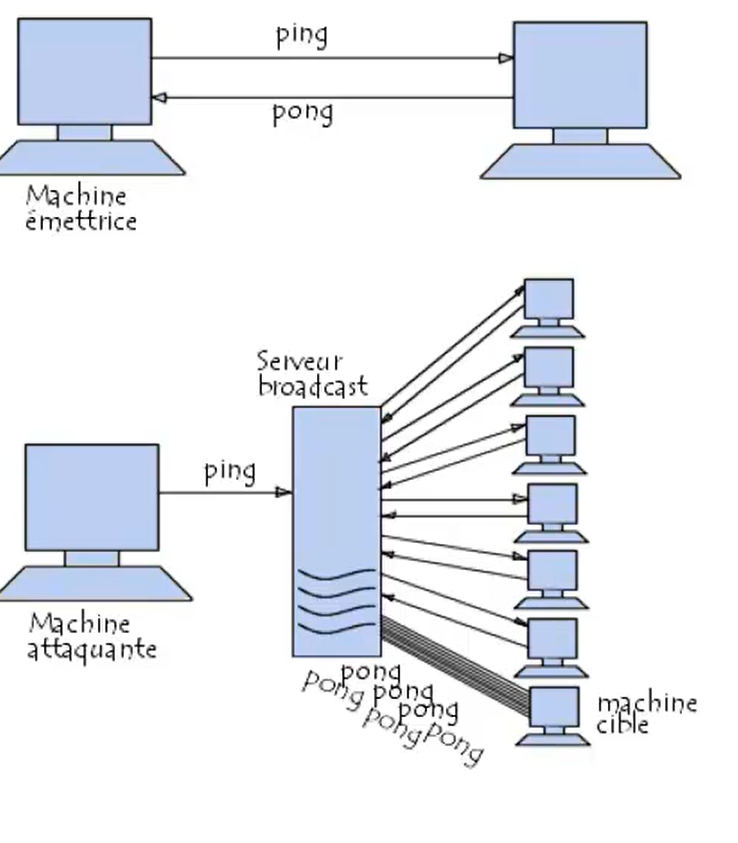 ping
pong
Machine
émettrice
Serveur
broadcast
ping
Machine
attaquante
pong
pong
pong
pong
pong
pong
machine
cible